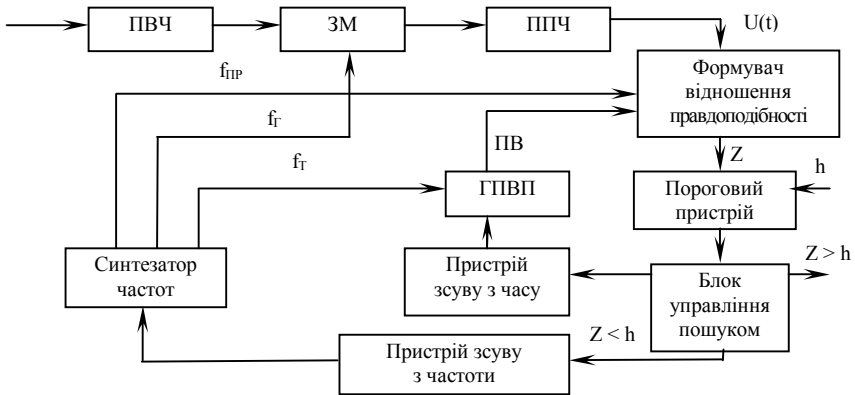 ПВЧ
ЗМ
ППЧ
U(t)
fПР
Формувач
відношення
правдоподібності
fГ
ПВ
fТ
Z
h
ГПВП
Пороговий
пристрій
Синтезатор
частот
Пристрій
зсуву з часу
Z > h
Блок
управління
пошуком
Z < h
Пристрій зсуву
з частоти